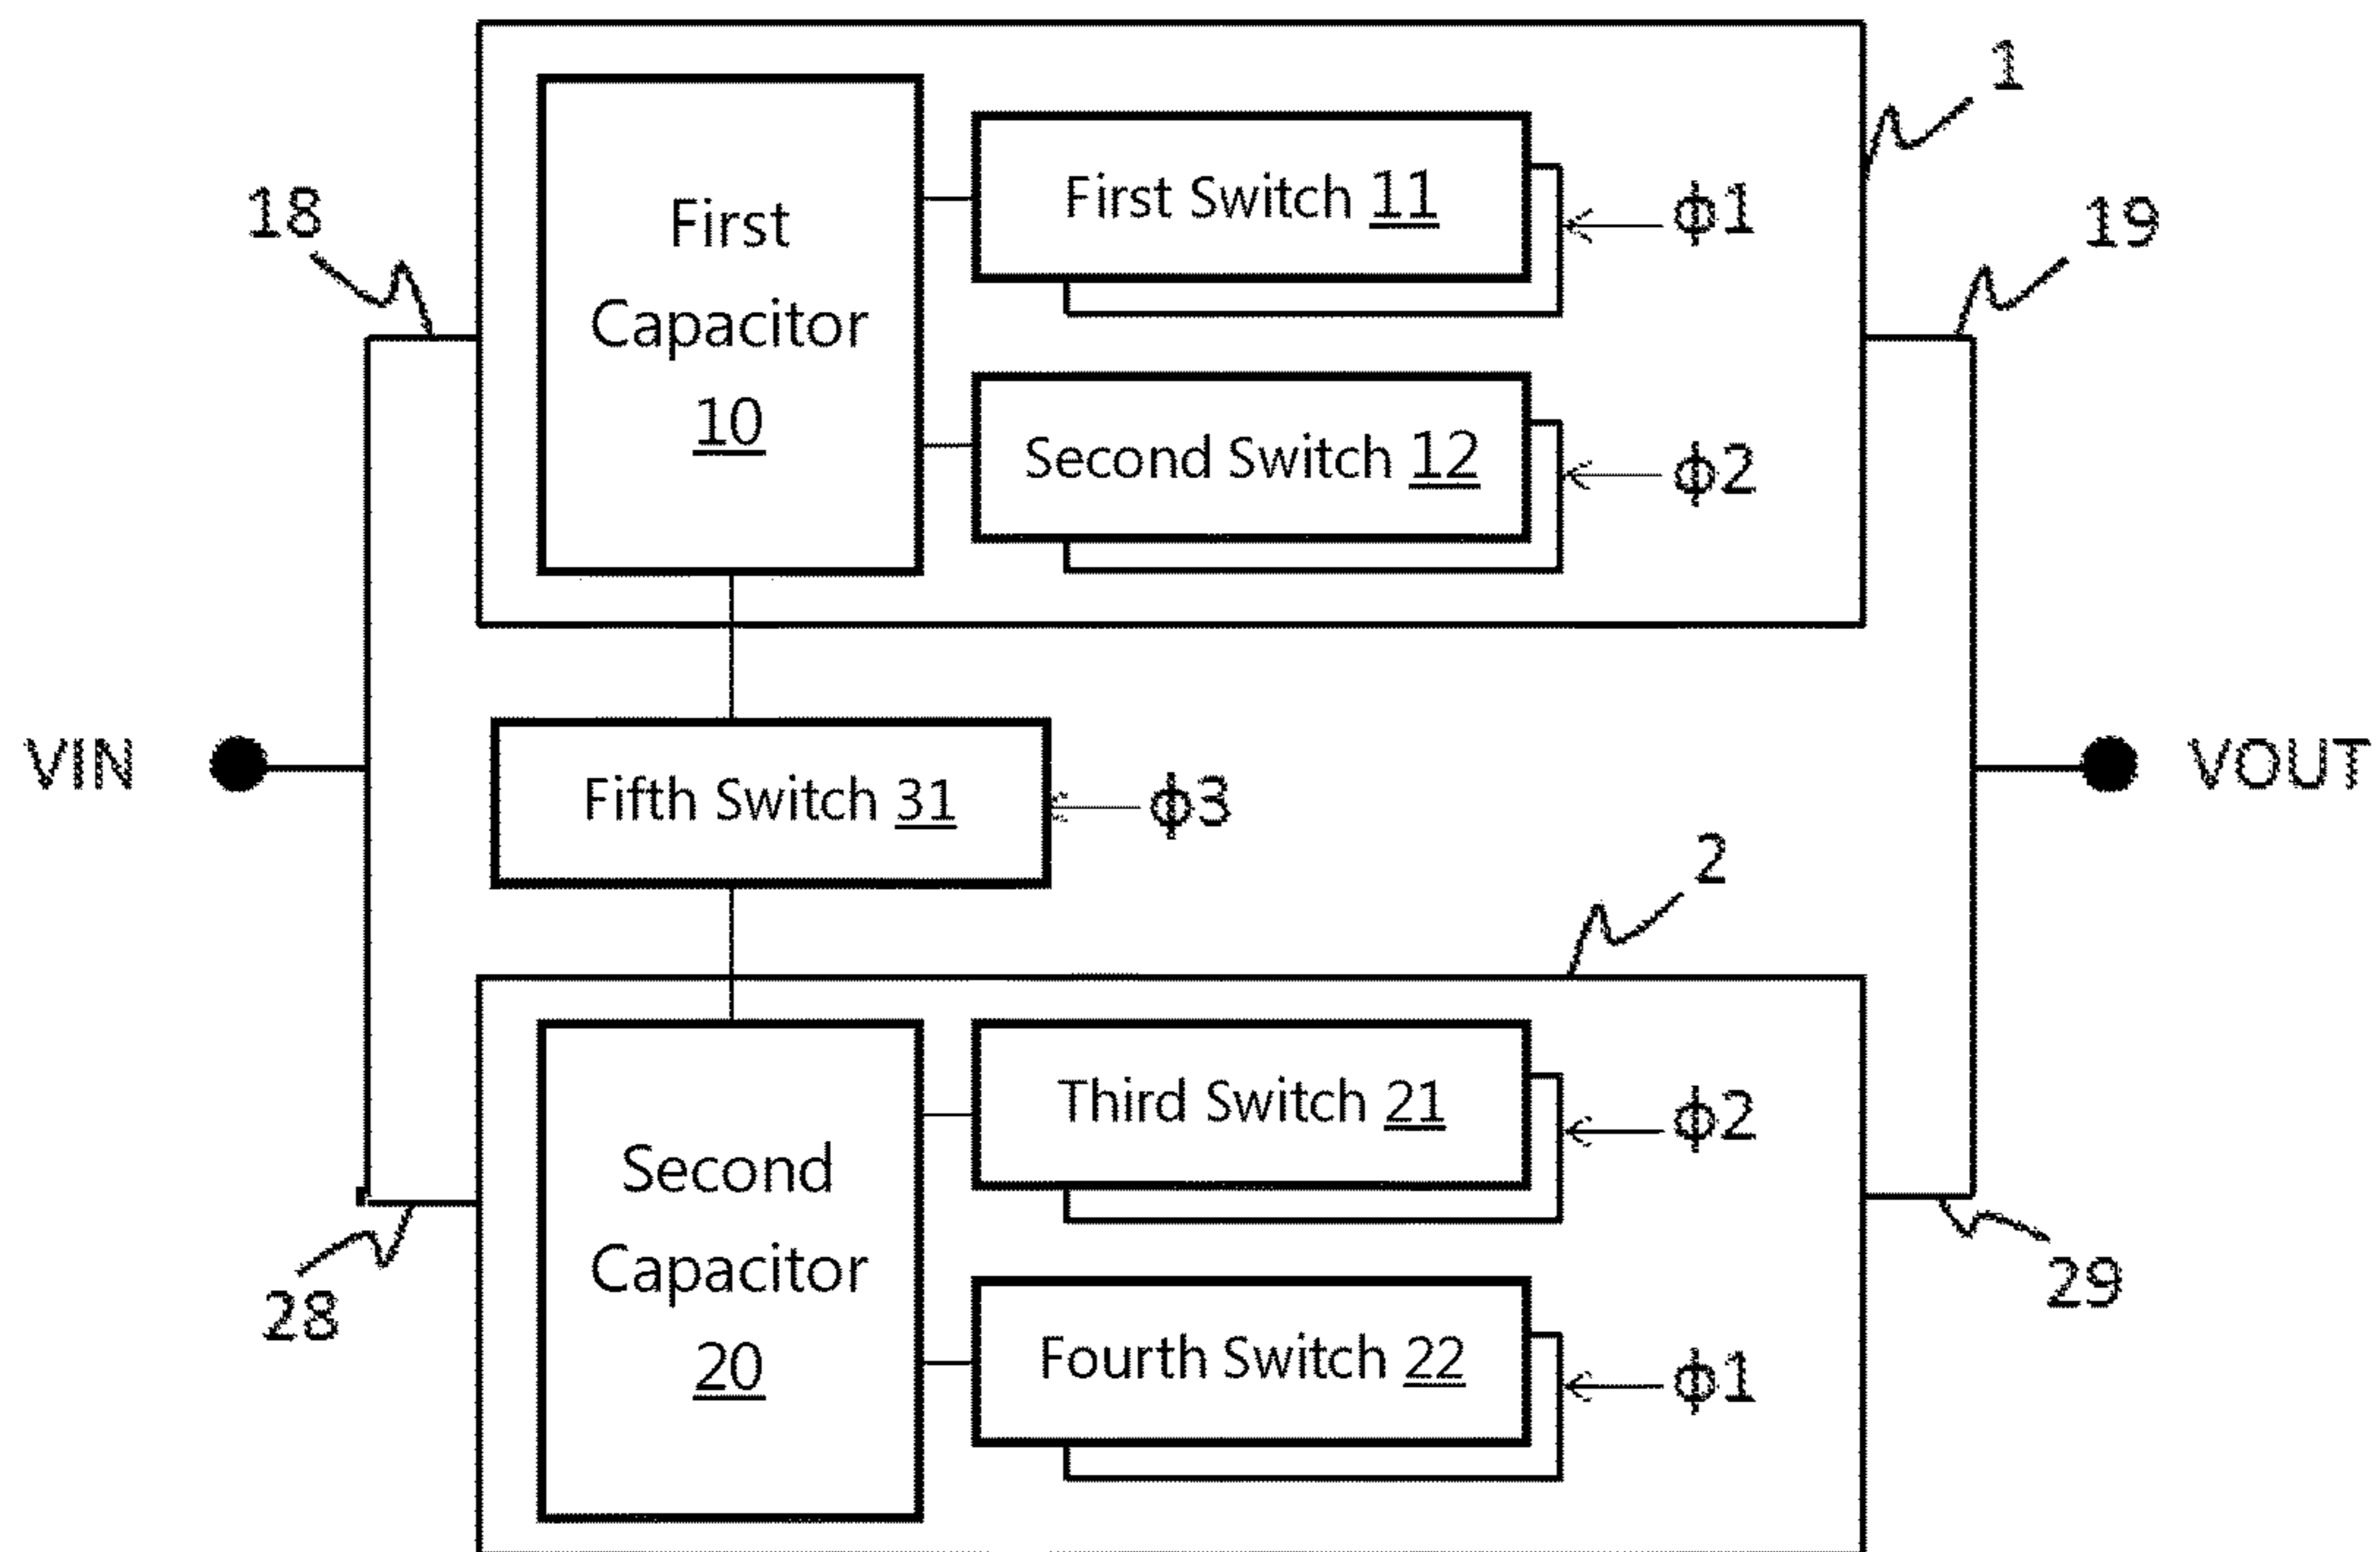 1
First
Capacitor
10
First Switch 11
ϕ1
18
19
Second Switch 12
ϕ2
VIN
Fifth Switch 31
ϕ3
VOUT
2
Second
Capacitor
20
Third Switch 21
ϕ2
Fourth Switch 22
ϕ1
28
29